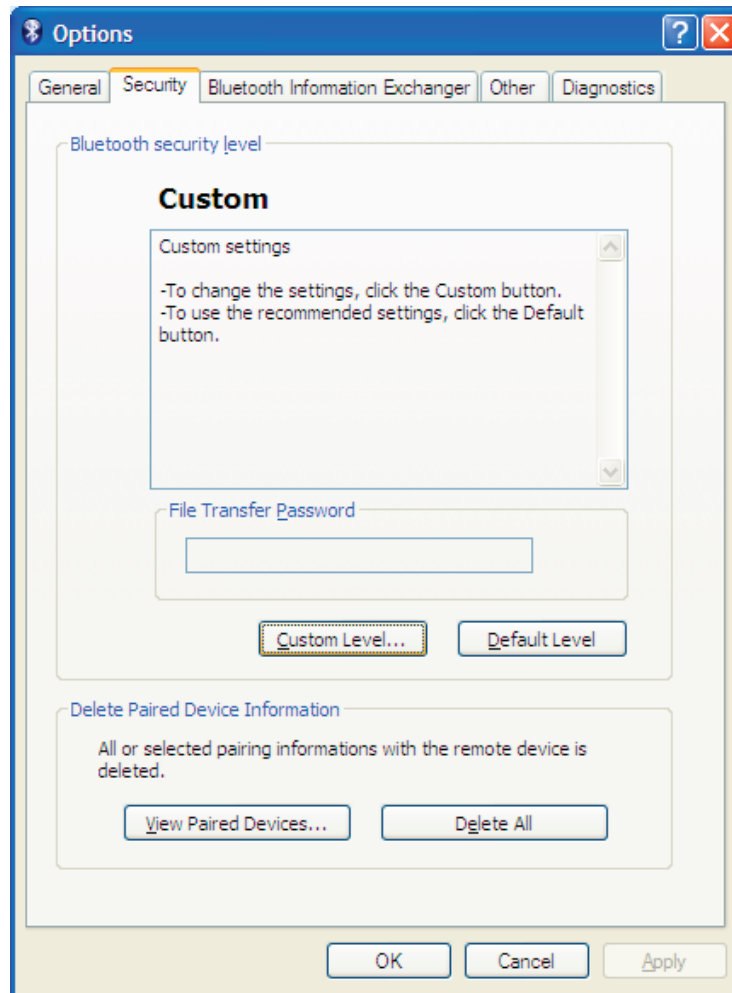 Options
General
Security
Bluetooth Information Exchanger
Other
Diagnostics
Bluetooth security level
Custom
Custom settings
-To change the settings, click the Custom button.
-To use the recommended settings, click the Default
button.
File Transfer Password
Custom Level...
Default Level
Delete Paired Device Information
All or selected pairing informations with the remote device is
deleted.
View Paired Devices...
Delete All
OK
Cancel
Apply